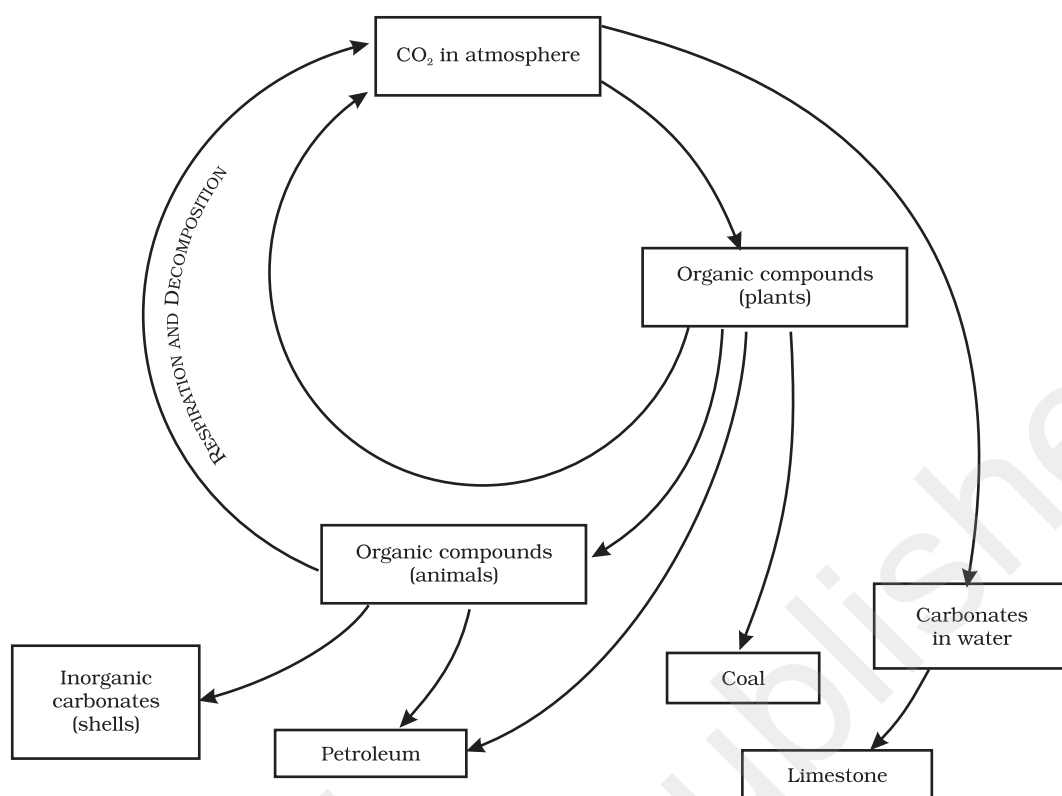 CO₂ in atmosphere
RESPIRATION AND DECOMPOSITION
Organic compounds
(plants)
Organic compounds
(animals)
Carbonates
in water
Inorganic
carbonates
(shells)
Coal
Petroleum
Limestone